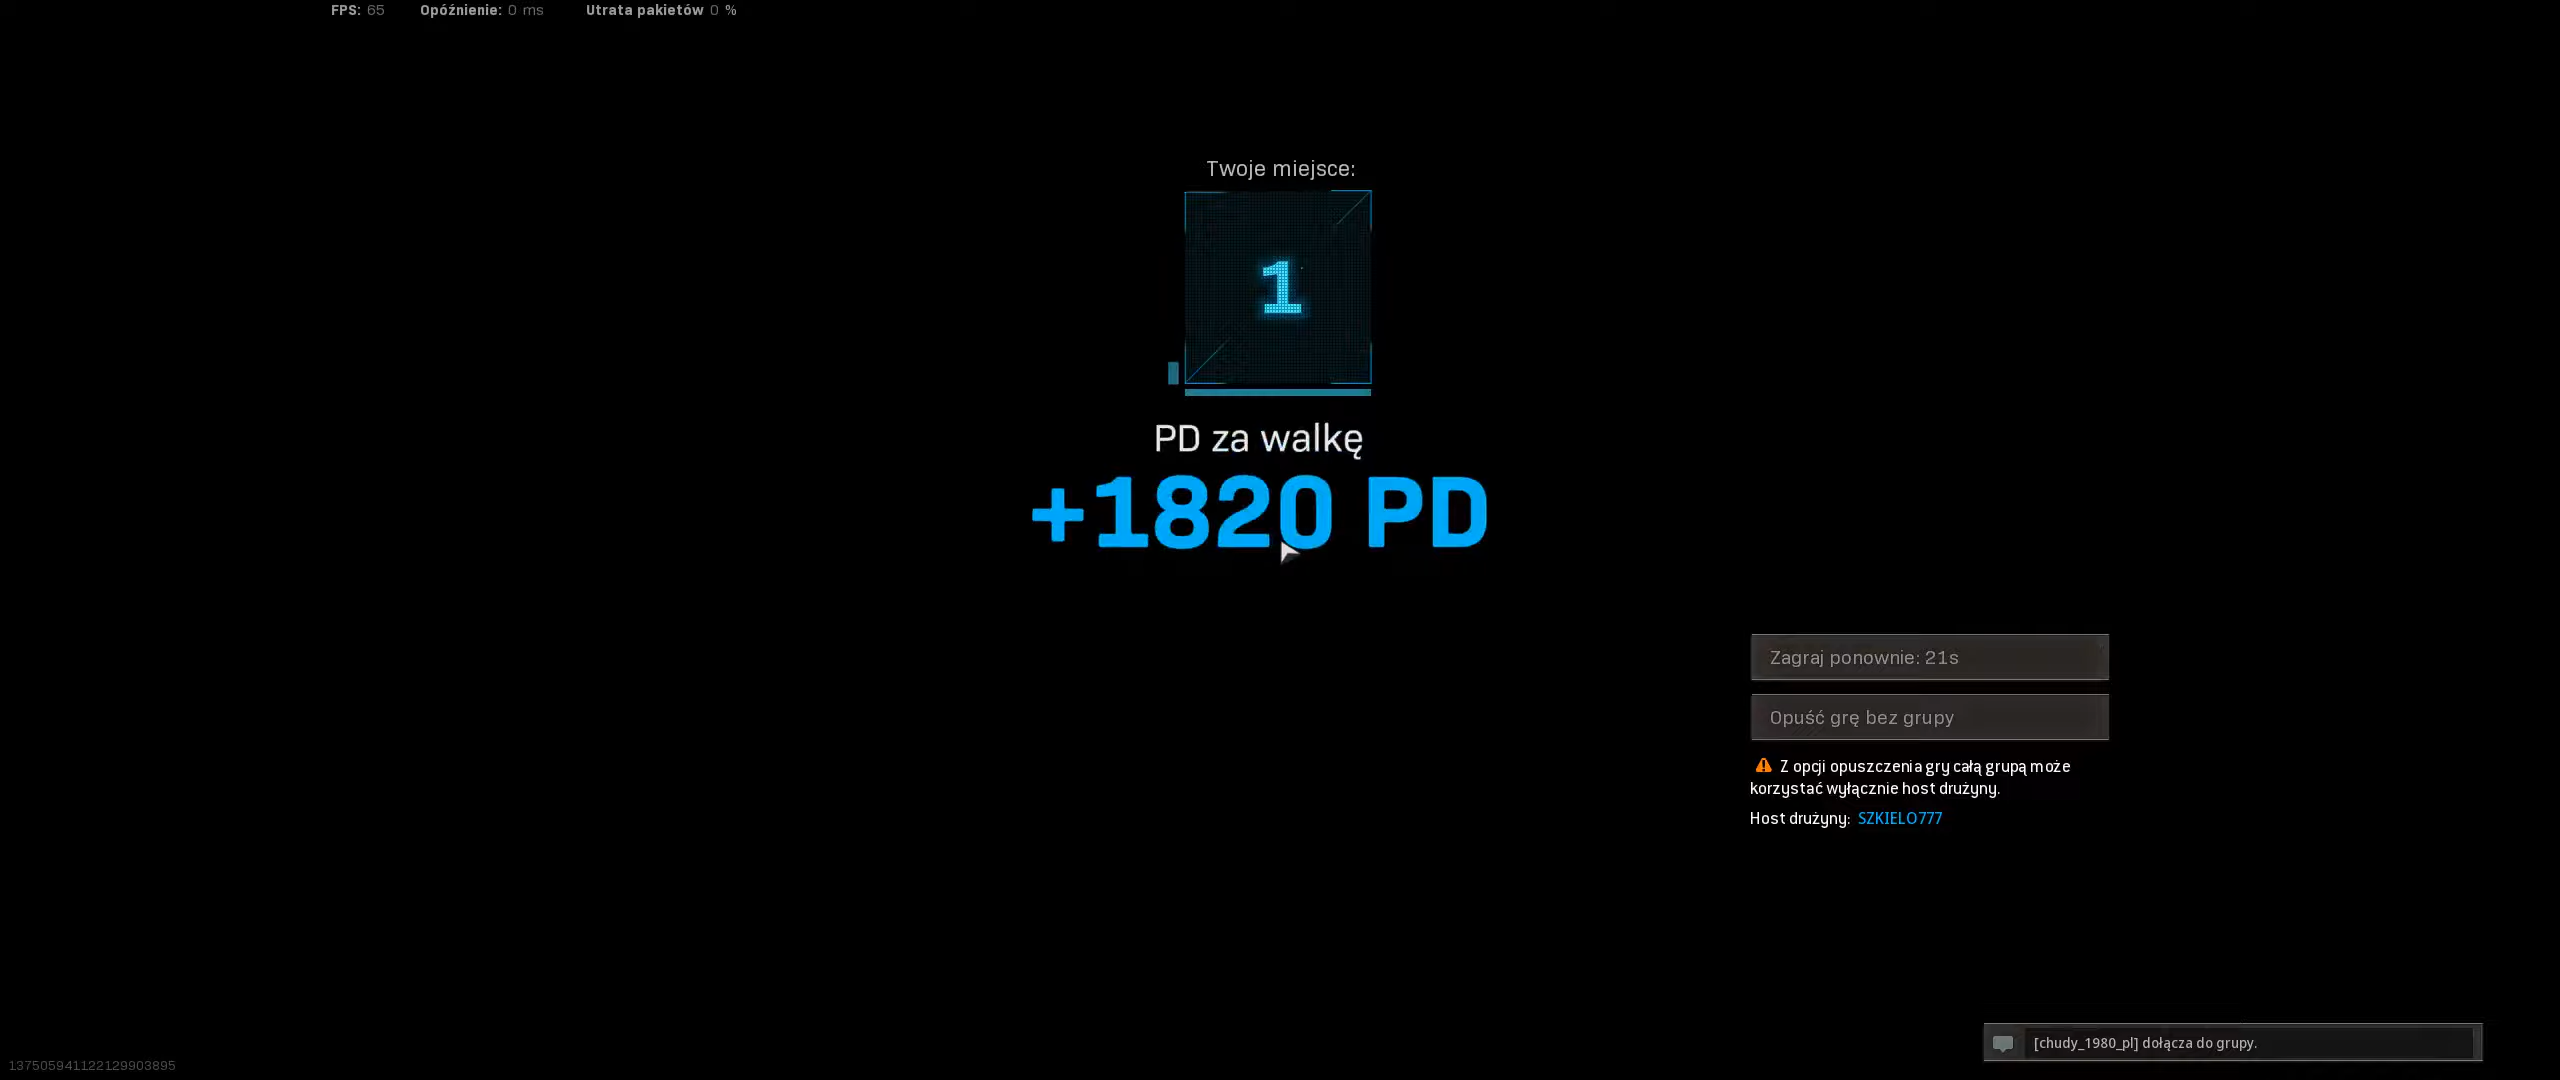 FPS: 65 Opóźnienie: 0 ms Utrata pakietów 0 %
Twoje miejsce:
1
PD za walkę
+1820 PD
Zagraj ponownie: 21s
Opuść grę bez grupy
Z opcji opuszczenia gry całą grupą może
korzystać wyłącznie host drużyny.
Host drużyny: SZKIELO777
[chudy_1980_pl] dołącza do grupy.
137505941122129903895